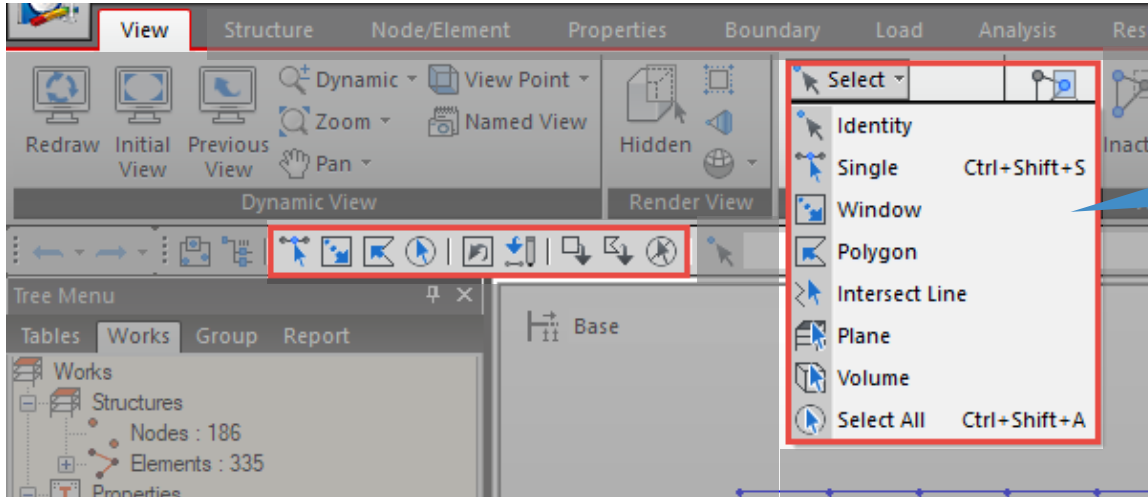 View Structure Node/Element Properties Boundary Load Analysis Res
Dynamic View Point Select
Zoom Named View
Redraw Initial View Previous View Pan Hidden Inact
Dynamic View Render View
Identity
Single Ctrl+Shift+S
Window
Polygon
Intersect Line
Plane
Volume
Select All Ctrl+Shift+A
Tree Menu
Tables Works Group Report
Works
Structures
Nodes : 186
Elements : 335
Properties
Base